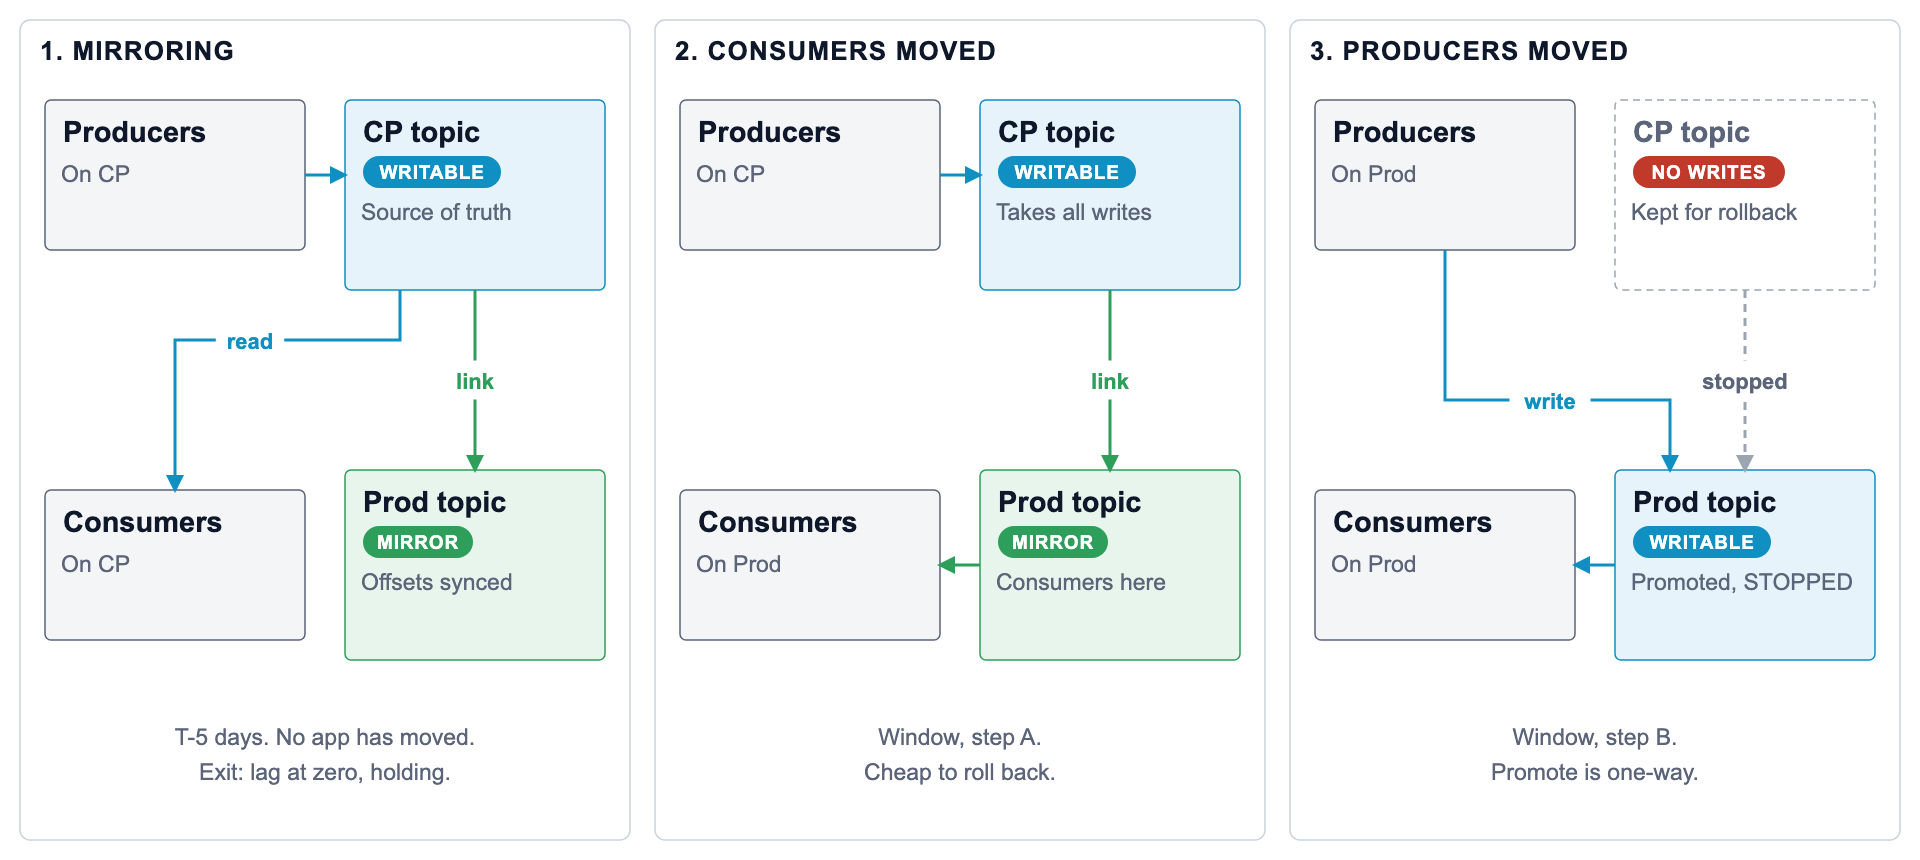 1. MIRRORING
Producers
On CP
CP topic
WRITABLE
Source of truth
read
link
Consumers
On CP
Prod topic
MIRROR
Offsets synced
T-5 days. No app has moved.
Exit: lag at zero, holding.
2. CONSUMERS MOVED
Producers
On CP
CP topic
WRITABLE
Takes all writes
link
Consumers
On Prod
Prod topic
MIRROR
Consumers here
Window, step A.
Cheap to roll back.
3. PRODUCERS MOVED
Producers
On Prod
CP topic
NO WRITES
Kept for rollback
stopped
write
Consumers
On Prod
Prod topic
WRITABLE
Promoted, STOPPED
Window, step B.
Promote is one-way.